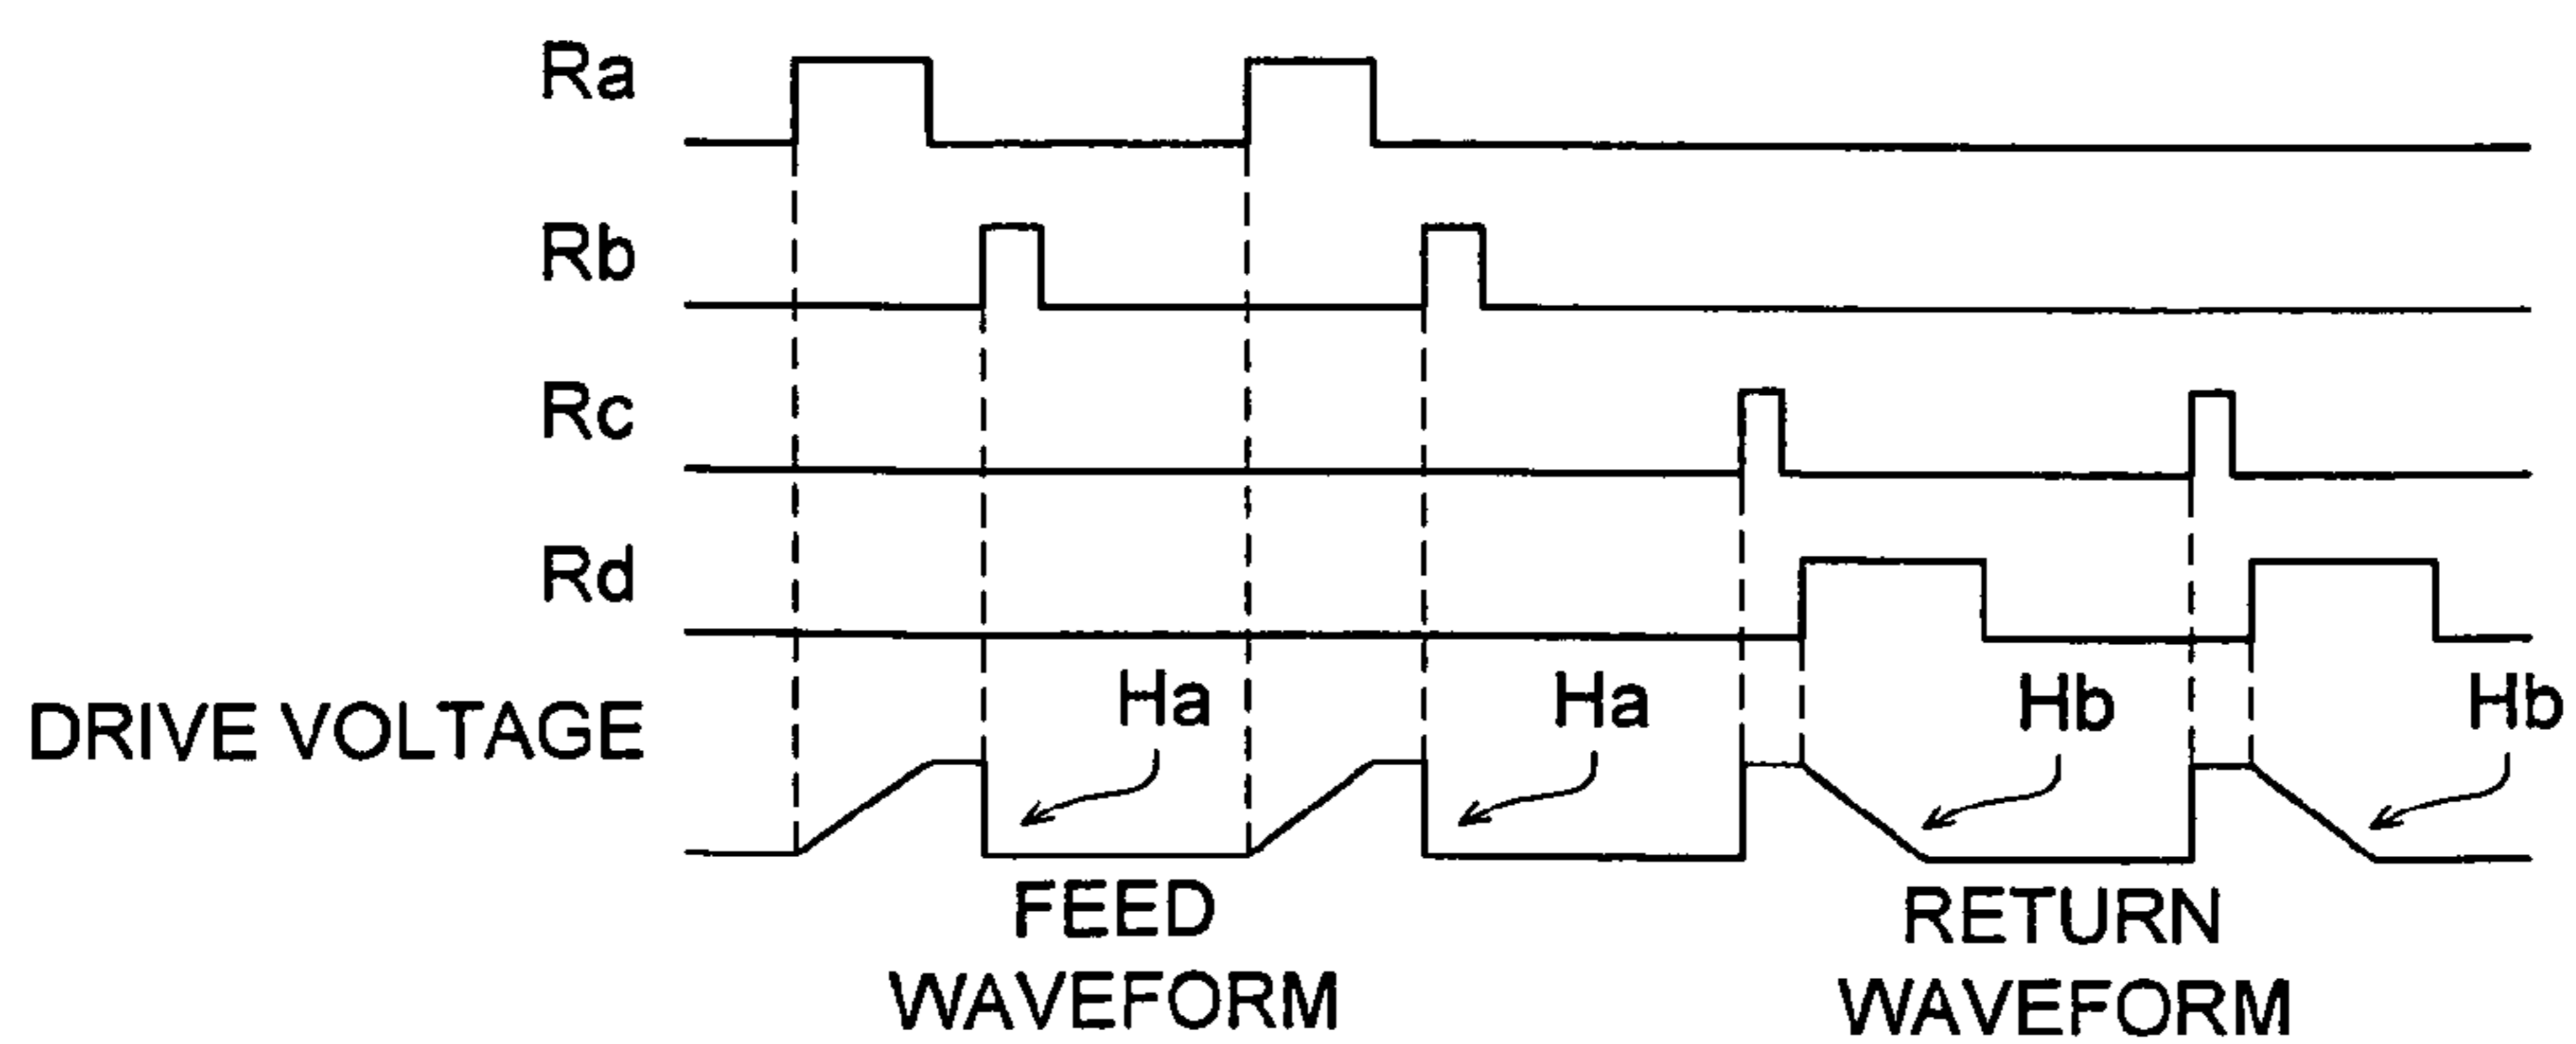 Ra
Rb
Rc
Rd
Ha Ha Hb Hb
DRIVE VOLTAGE
FEED
WAVEFORM
RETURN
WAVEFORM